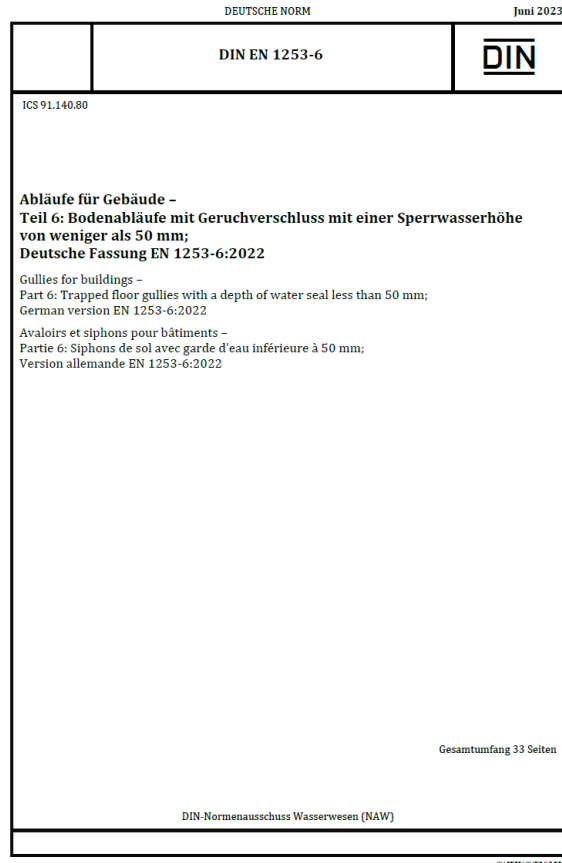 DEUTSCHE NORM
Juni 2023
DIN EN 1253-6
DIN
ICS 91.140.80
Abläufe für Gebäude –
Teil 6: Bodenabläufe mit Geruchverschluss mit einer Sperrwasserhöhe
von weniger als 50 mm;
Deutsche Fassung EN 1253-6:2022
Gullies for buildings –
Part 6: Trapped floor gullies with a depth of water seal less than 50 mm;
German version EN 1253-6:2022
Avaloirs et siphons pour bâtiments –
Partie 6: Siphons de sol avec garde d’eau inférieure à 50 mm;
Version allemande EN 1253-6:2022
Gesamtumfang 33 Seiten
DIN-Normenausschuss Wasserwesen (NAW)